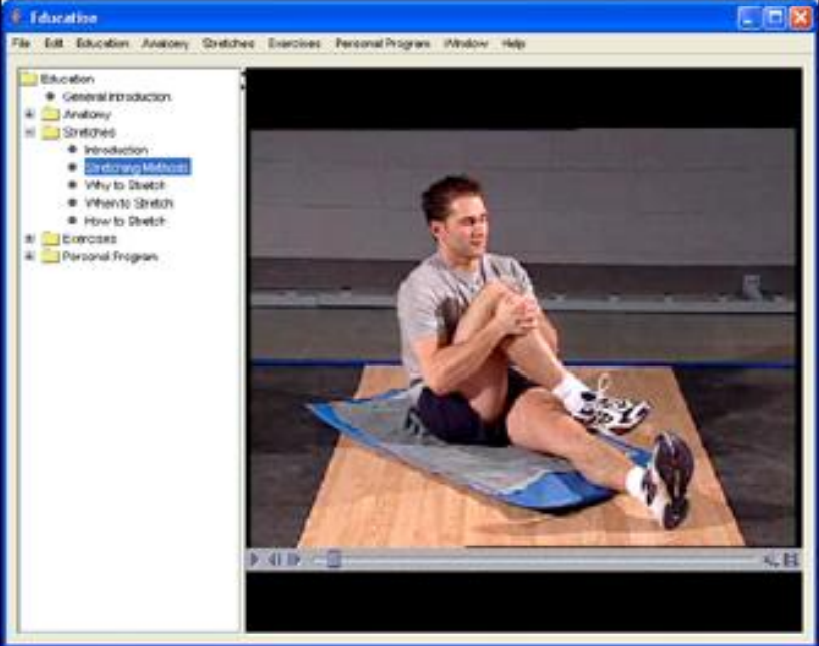 Education
File Edit Education Anatomy Stretches Exercises Personal Program Window Help
Education
General Introduction
Anatomy
Stretches
Introduction
Stretching Methods
Why to Stretch
When to Stretch
How to Stretch
Exercises
Personal Program